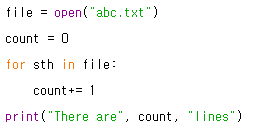 file = open("abc.txt")
count = 0
for sth in file:
    count+= 1
print("There are", count, "lines")